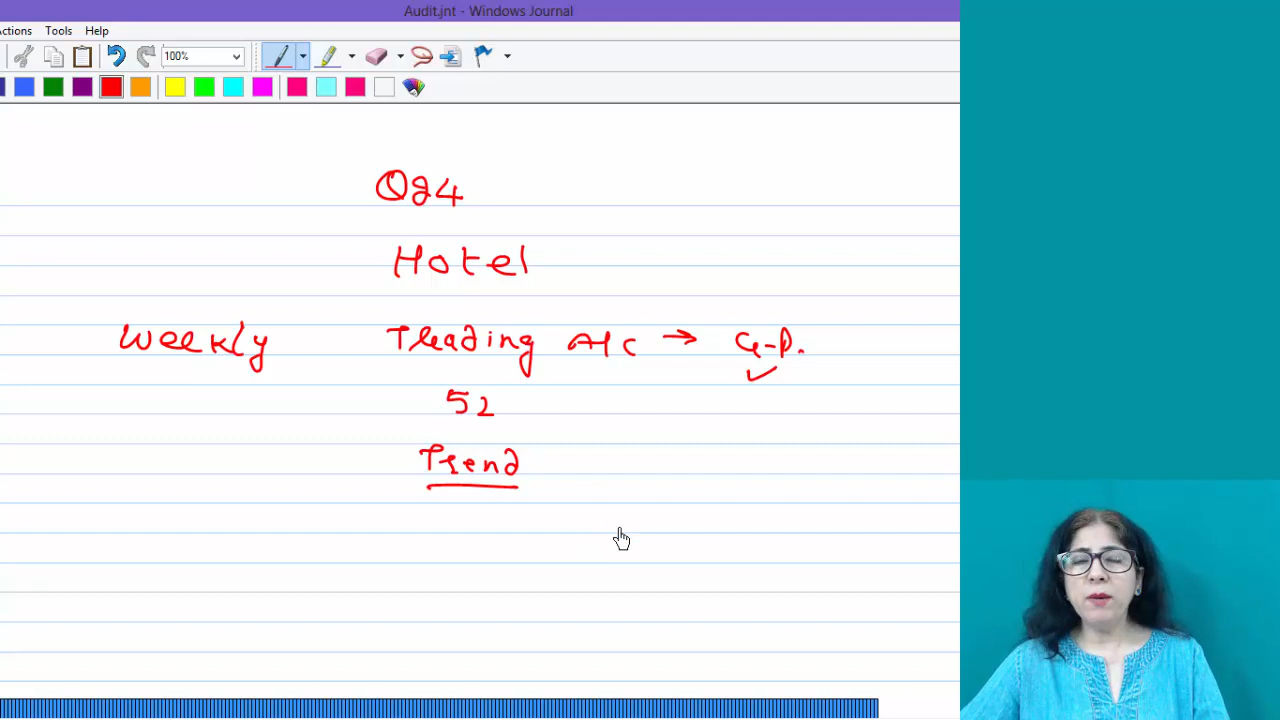 Audit.jnt - Windows Journal
Actions Tools Help
100%
Q24
Hotel
Weekly Trading A/c → G.P.
52
Trend